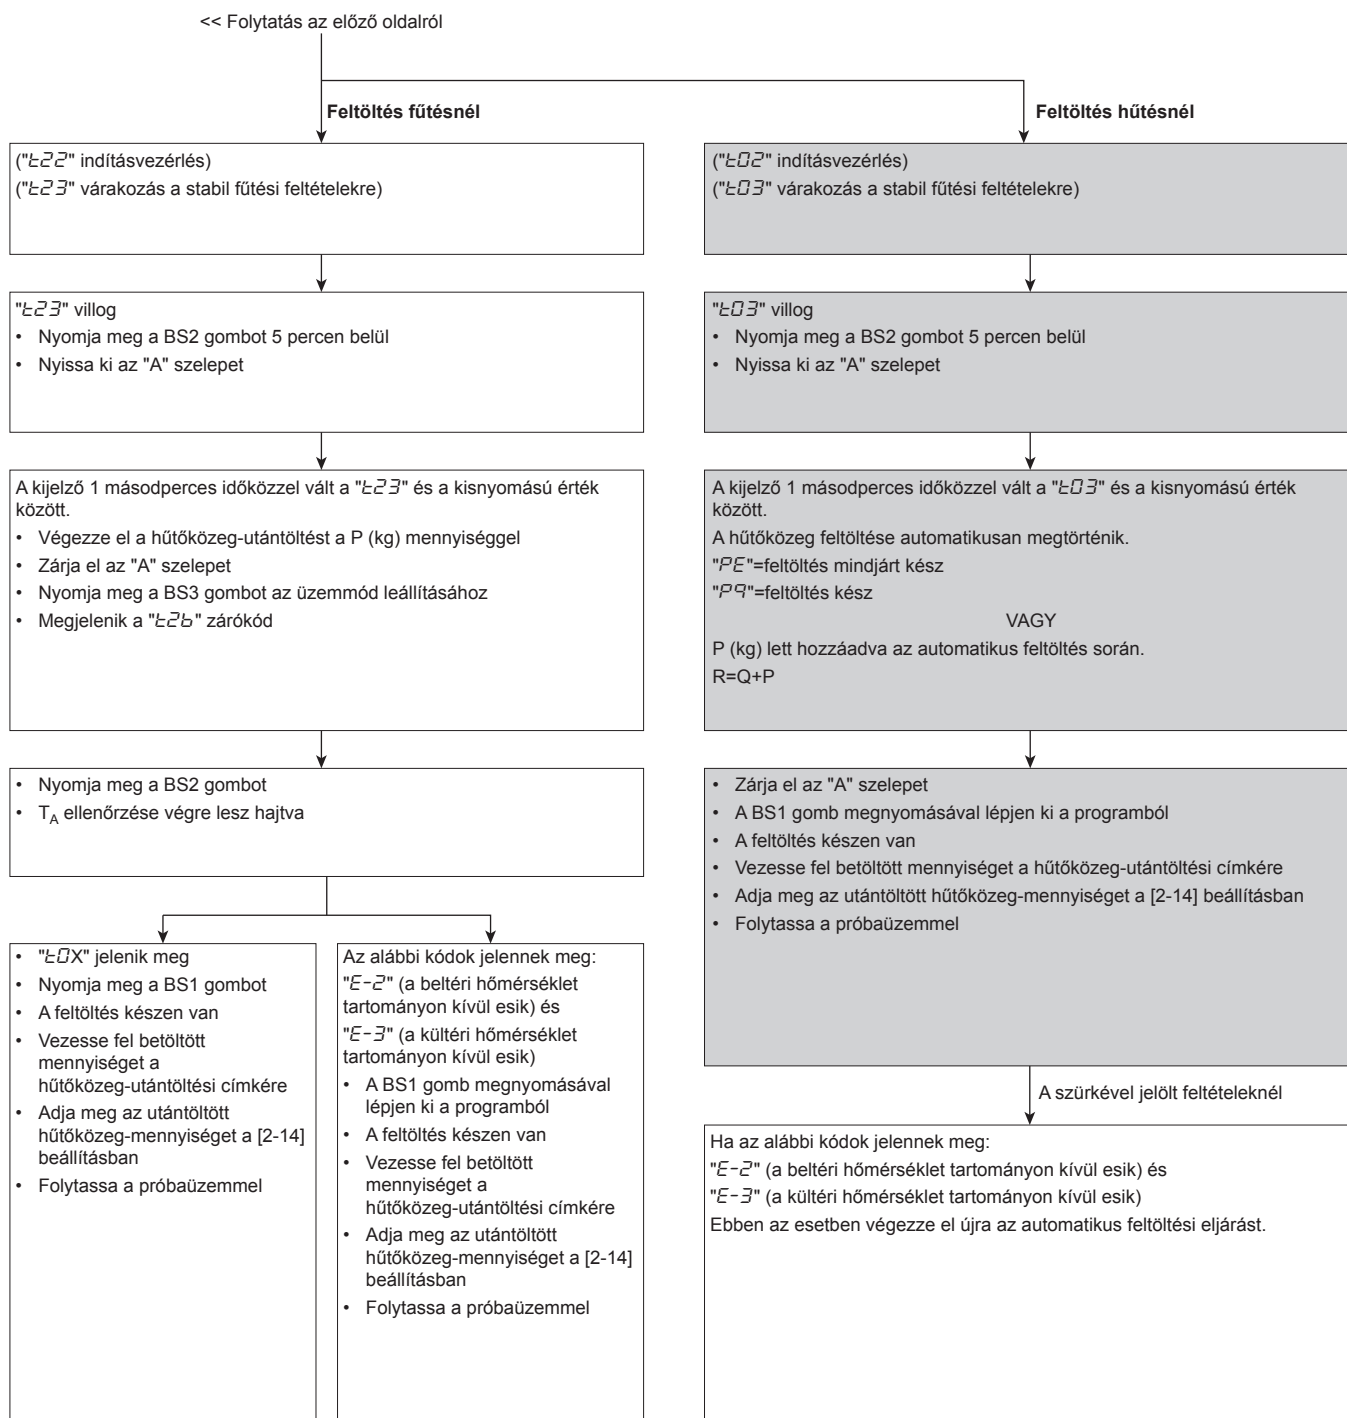 << Folytatás az előző oldalról
Feltöltés fűtésnél
("t22" indításvezérlés)
("t23" várakozás a stabil fűtési feltételekre)
"t23" villog
• Nyomja meg a BS2 gombot 5 percen belül
• Nyissa ki az "A" szelepet
A kijelző 1 másodperces időközzel vált a "t23" és a kisnyomású érték
között.
• Végezze el a hűtőközeg-utántöltést a P (kg) mennyiséggel
• Zárja el az "A" szelepet
• Nyomja meg a BS3 gombot az üzemmód leállításához
• Megjelenik a "t26" zárókód
• Nyomja meg a BS2 gombot
• TA ellenőrzése végre lesz hajtva
• "t0X" jelenik meg
• Nyomja meg a BS1 gombot
• A feltöltés készen van
• Vezesse fel betöltött
mennyiséget a
hűtőközeg-utántöltési címkére
• Adja meg az utántöltött
hűtőközeg-mennyiséget a [2-14]
beállításban
• Folytassa a próbaüzemmel
Az alábbi kódok jelennek meg:
"E-2" (a beltéri hőmérséklet
tartományon kívül esik) és
"E-3" (a kültéri hőmérséklet
tartományon kívül esik)
• A BS1 gomb megnyomásával
lépjen ki a programból
• A feltöltés készen van
• Vezesse fel betöltött
mennyiséget a
hűtőközeg-utántöltési címkére
• Adja meg az utántöltött
hűtőközeg-mennyiséget a [2-14]
beállításban
• Folytassa a próbaüzemmel
Feltöltés hűtésnél
("t02" indításvezérlés)
("t03" várakozás a stabil fűtési feltételekre)
"t03" villog
• Nyomja meg a BS2 gombot 5 percen belül
• Nyissa ki az "A" szelepet
A kijelző 1 másodperces időközzel vált a "t03" és a kisnyomású érték
között.
A hűtőközeg feltöltése automatikusan megtörténik.
"PE"=feltöltés mindjárt kész
"P9"=feltöltés kész
VAGY
P (kg) lett hozzáadva az automatikus feltöltés során.
R=Q+P
• Zárja el az "A" szelepet
• A BS1 gomb megnyomásával lépjen ki a programból
• A feltöltés készen van
• Vezesse fel betöltött mennyiséget a hűtőközeg-utántöltési címkére
• Adja meg az utántöltött hűtőközeg-mennyiséget a [2-14] beállításban
• Folytassa a próbaüzemmel
A szürkével jelölt feltételeknél
Ha az alábbi kódok jelennek meg:
"E-2" (a beltéri hőmérséklet tartományon kívül esik) és
"E-3" (a kültéri hőmérséklet tartományon kívül esik)
Ebben az esetben végezze el újra az automatikus feltöltési eljárást.